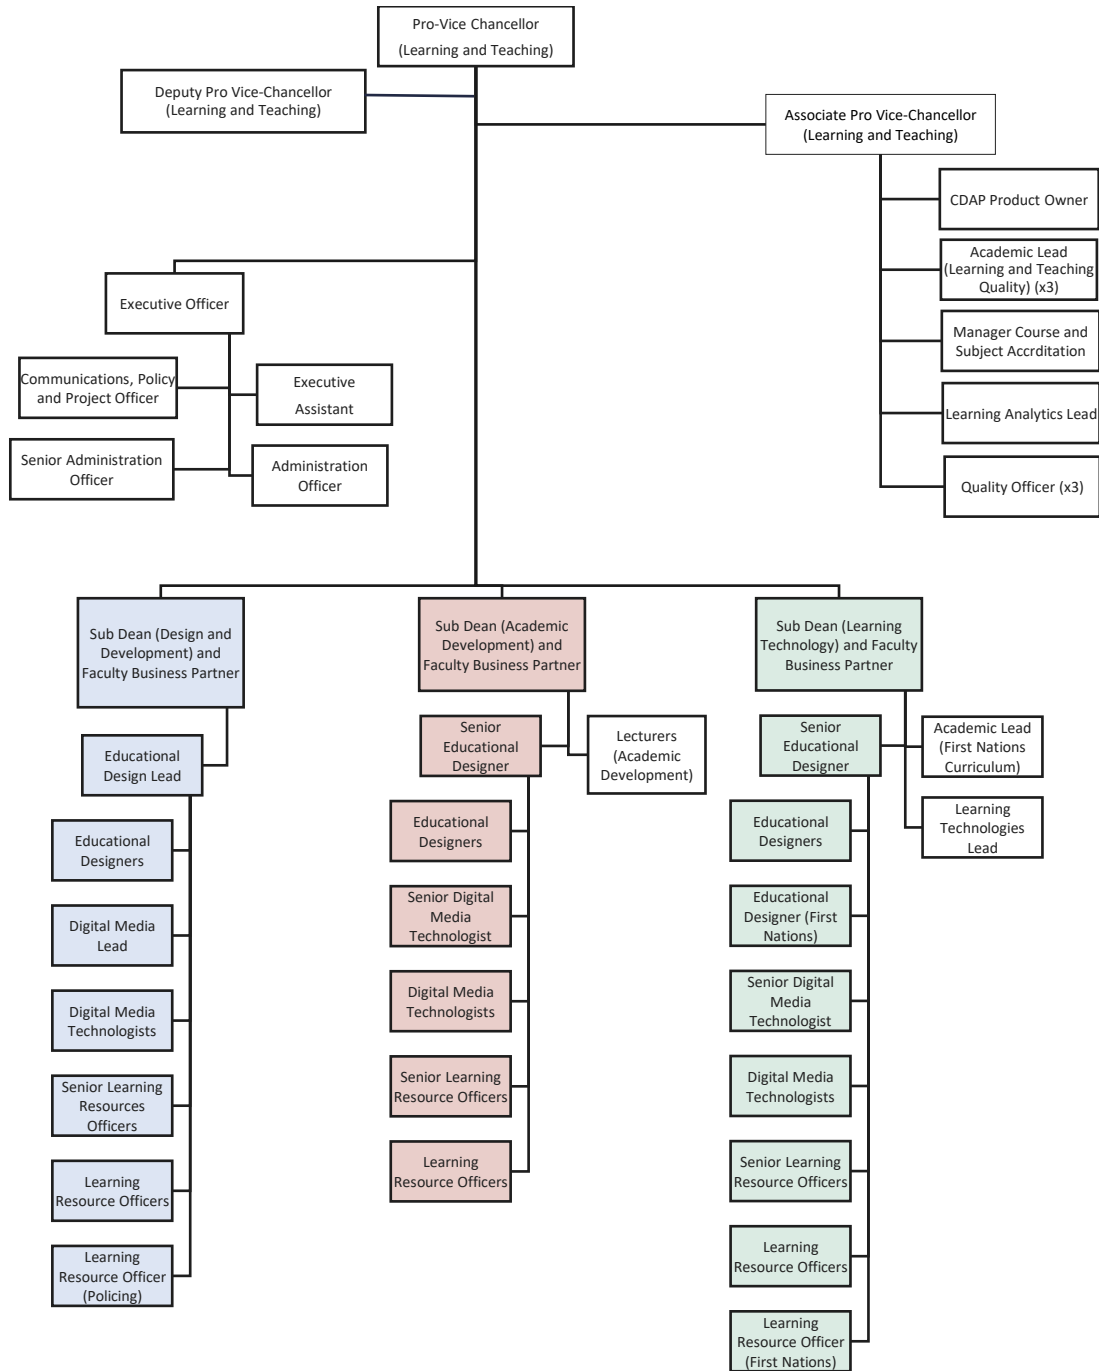 Pro-Vice Chancellor
(Learning and Teaching)
Deputy Pro Vice-Chancellor
(Learning and Teaching)
Associate Pro Vice-Chancellor
(Learning and Teaching)
CDAP Product Owner
Academic Lead
(Learning and Teaching
Quality) (x3)
Manager Course and
Subject Accrditation
Learning Analytics Lead
Quality Officer (x3)
Executive Officer
Communications, Policy
and Project Officer
Executive
Assistant
Senior Administration
Officer
Administration
Officer
Sub Dean (Design and
Development) and
Faculty Business Partner
Educational
Design Lead
Educational
Designers
Digital Media
Lead
Digital Media
Technologists
Senior Learning
Resources
Officers
Learning
Resource Officers
Learning
Resource Officer
(Policing)
Sub Dean (Academic
Development) and
Faculty Business Partner
Senior
Educational
Designer
Lecturers
(Academic
Development)
Educational
Designers
Senior Digital
Media
Technologist
Digital Media
Technologists
Senior Learning
Resource Officers
Learning
Resource Officers
Sub Dean (Learning
Technology) and Faculty
Business Partner
Senior
Educational
Designer
Academic Lead
(First Nations
Curriculum)
Learning
Technologies
Lead
Educational
Designers
Educational
Designer (First
Nations)
Senior Digital
Media
Technologist
Digital Media
Technologists
Senior Learning
Resource Officers
Learning
Resource Officers
Learning
Resource Officer
(First Nations)